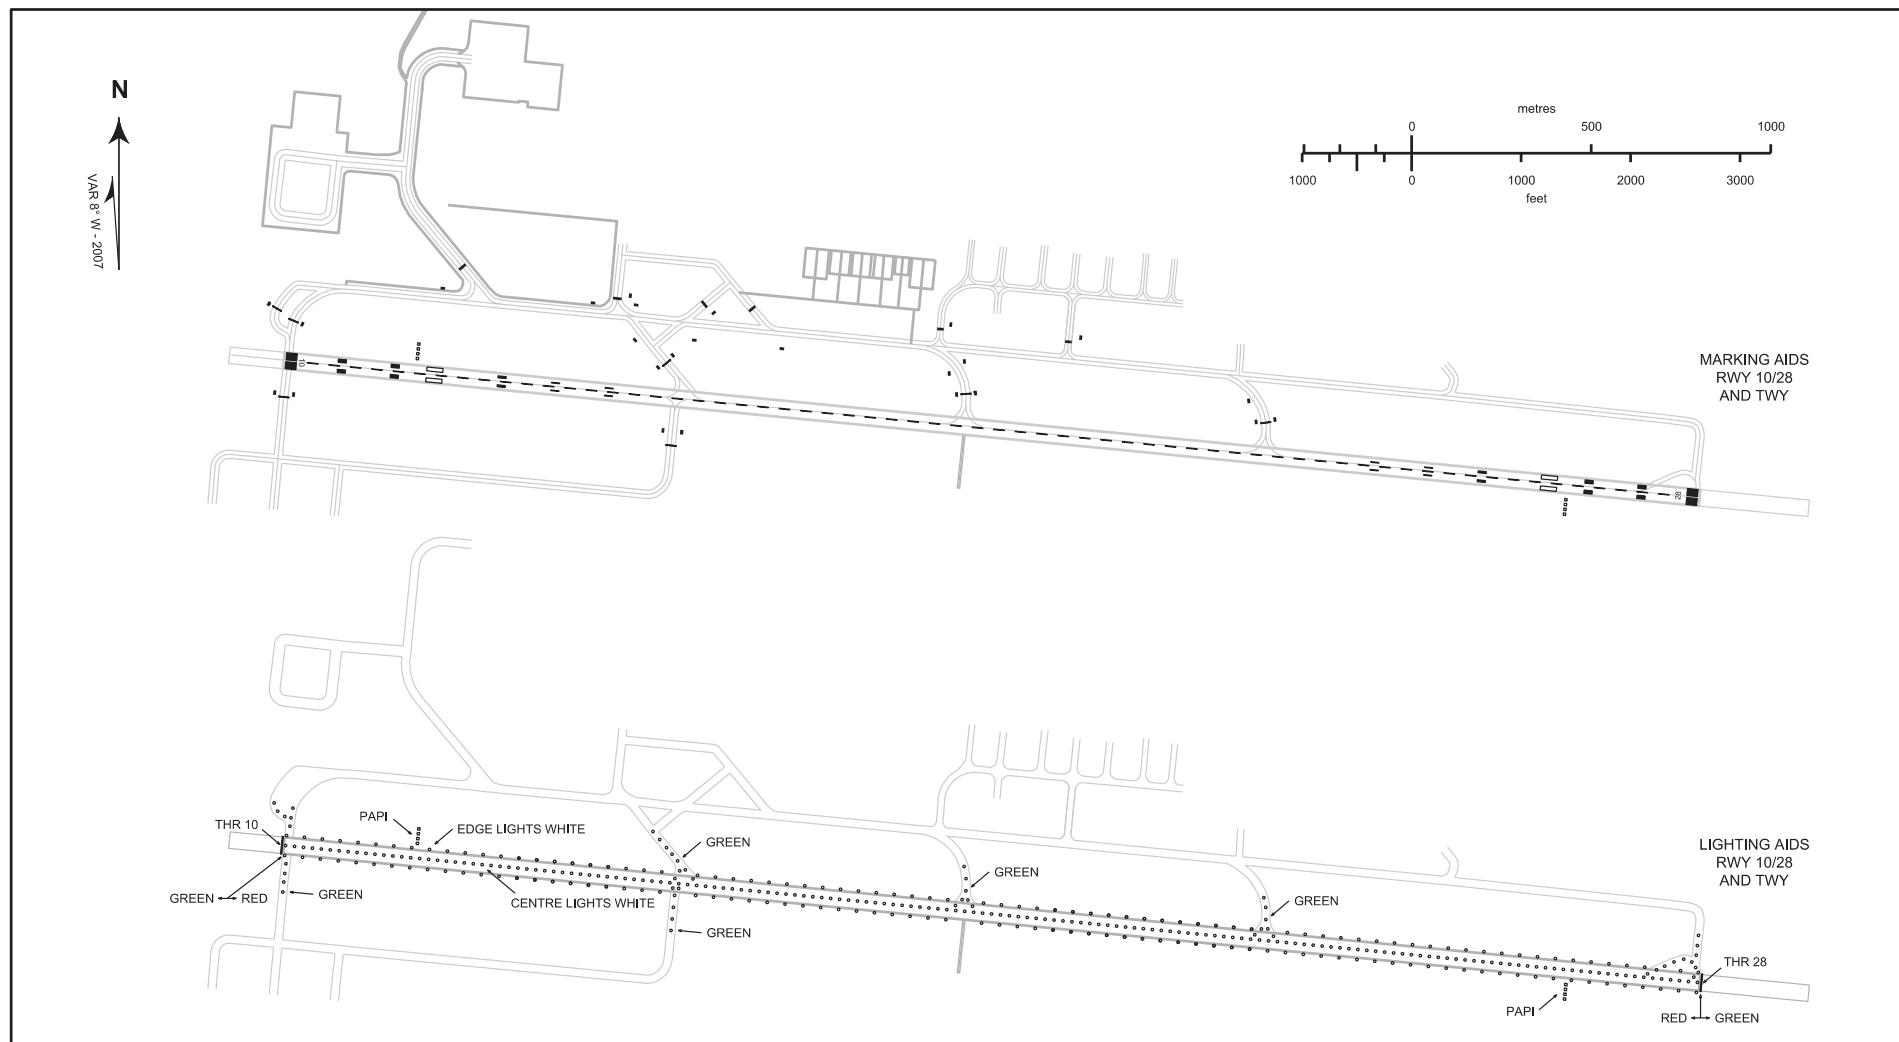 N
VAR 8° W - 2007
metres
0 500 1000
1000 0 1000 2000 3000
feet
MARKING AIDS
RWY 10/28
AND TWY
10
28
THR 10
PAPI
EDGE LIGHTS WHITE
GREEN
GREEN RED
GREEN
CENTRE LIGHTS WHITE
GREEN
GREEN
GREEN
LIGHTING AIDS
RWY 10/28
AND TWY
THR 28
PAPI
RED GREEN